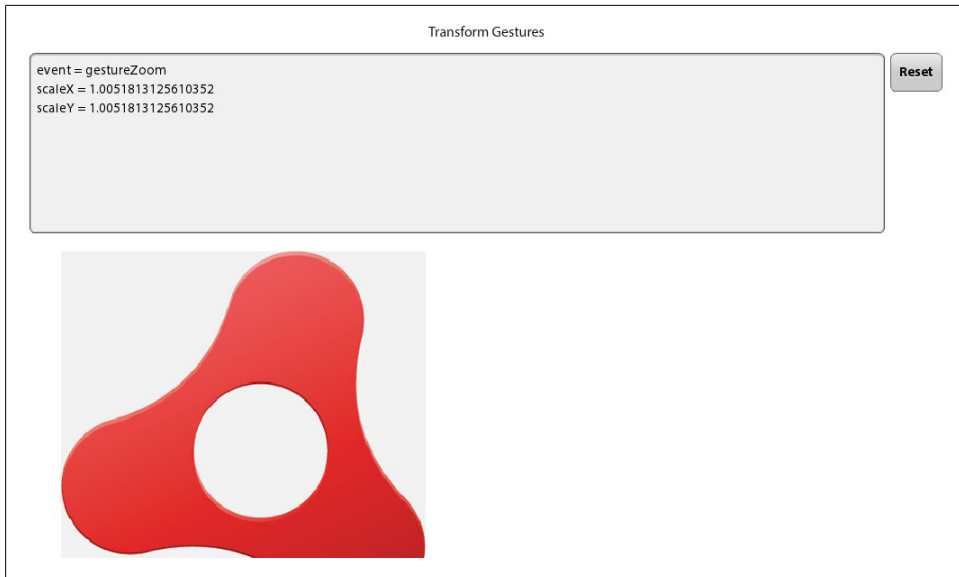 Transform Gestures
event = gestureZoom
scaleX = 1.0051813125610352
scaleY = 1.0051813125610352
Reset